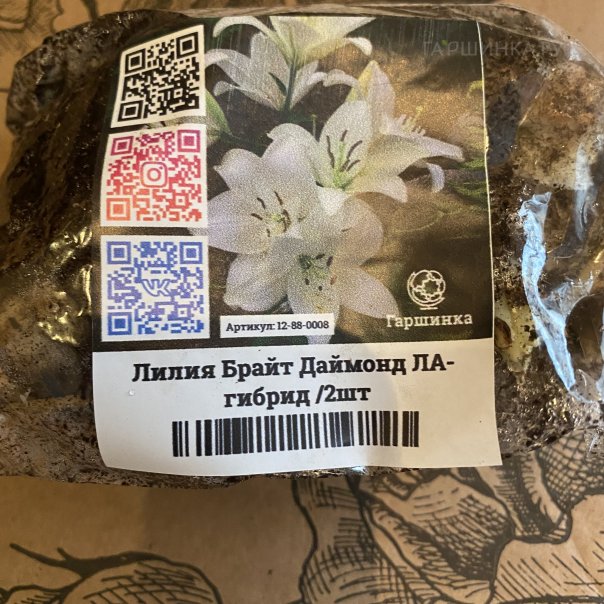 ГАРШИНКА.РУ
Артикул: 12-88-0008
Гаршинка
Лилия Брайт Даймонд ЛА-
гибрид /2шт